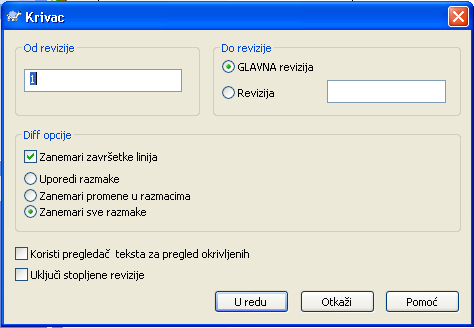 Krivac
Od revizije
1
Do revizije
GLAVNA revizija
Revizija
Diff opcije
Zanemari završetke linija
Uporedi razmake
Zanemari promene u razmacima
Zanemari sve razmake
Koristi pregledač teksta za pregled okrivljenih
Uključi stopljene revizije
U redu
Otkaži
Pomoć